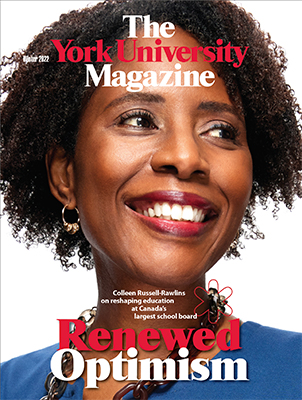 The
York University
Magazine
Winter 2022
Colleen Russell-Rawlins
on reshaping education
at Canada's
largest school board
Renewed
Optimism